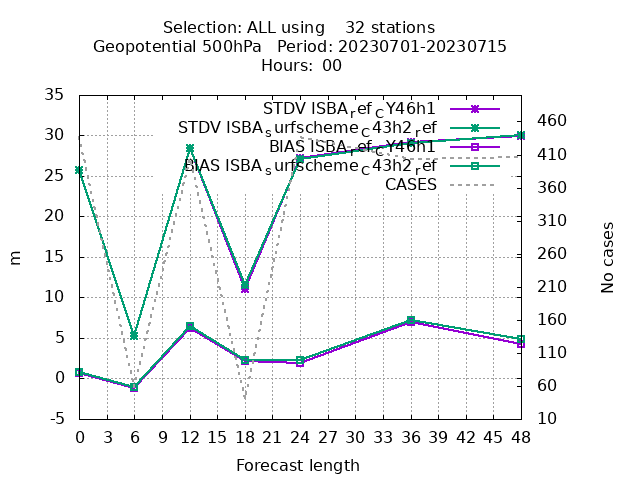 Selection: ALL using    32 stations
Geopotential 500hPa   Period: 20230701-20230715
Hours: 00
STDV ISBA_ref_CY46h1
STDV ISBA_surfscheme_C43h2_ref
BIAS ISBA_ref_CY46h1
BIAS ISBA_surfscheme_C43h2_ref
CASES
35
30
25
20
15
10
5
0
-5
m
460
410
360
310
260
210
160
110
60
10
No cases
0 3 6 9 12 15 18 21 24 27 30 33 36 39 42 45 48
Forecast length